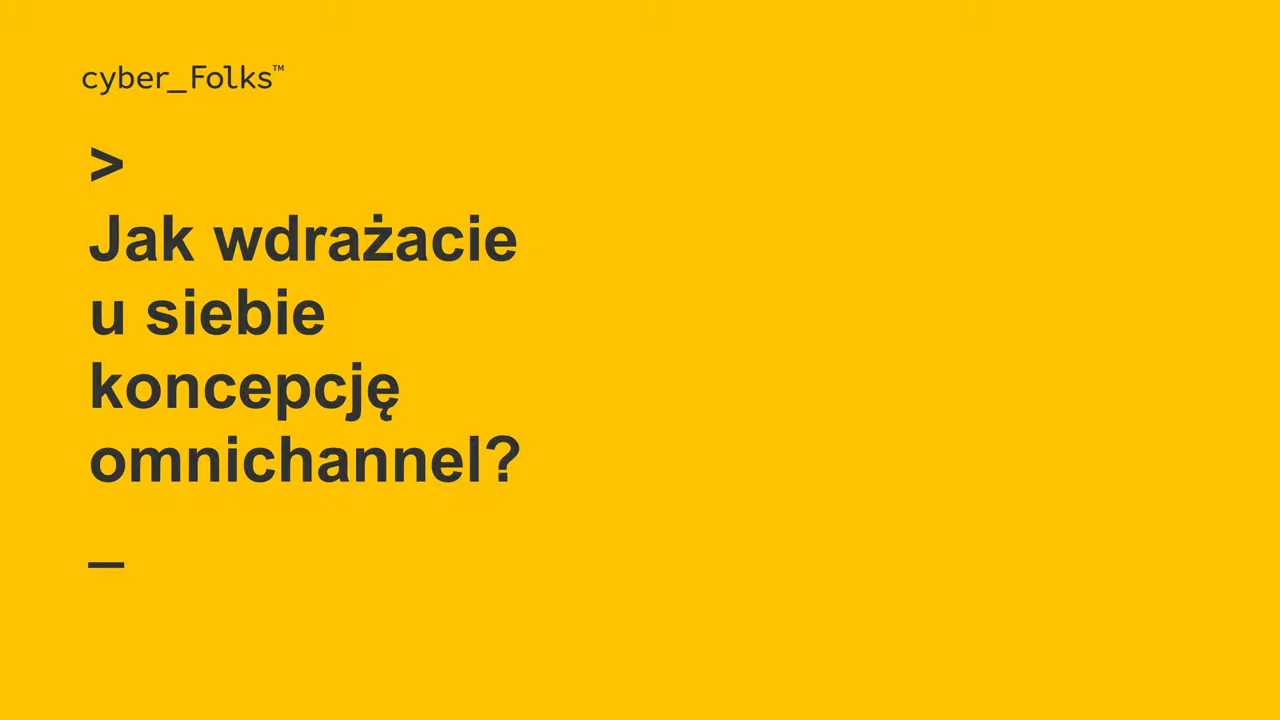 cyber_Folks™
>
Jak wdrażacie
u siebie
koncepcję
omnichannel?
_